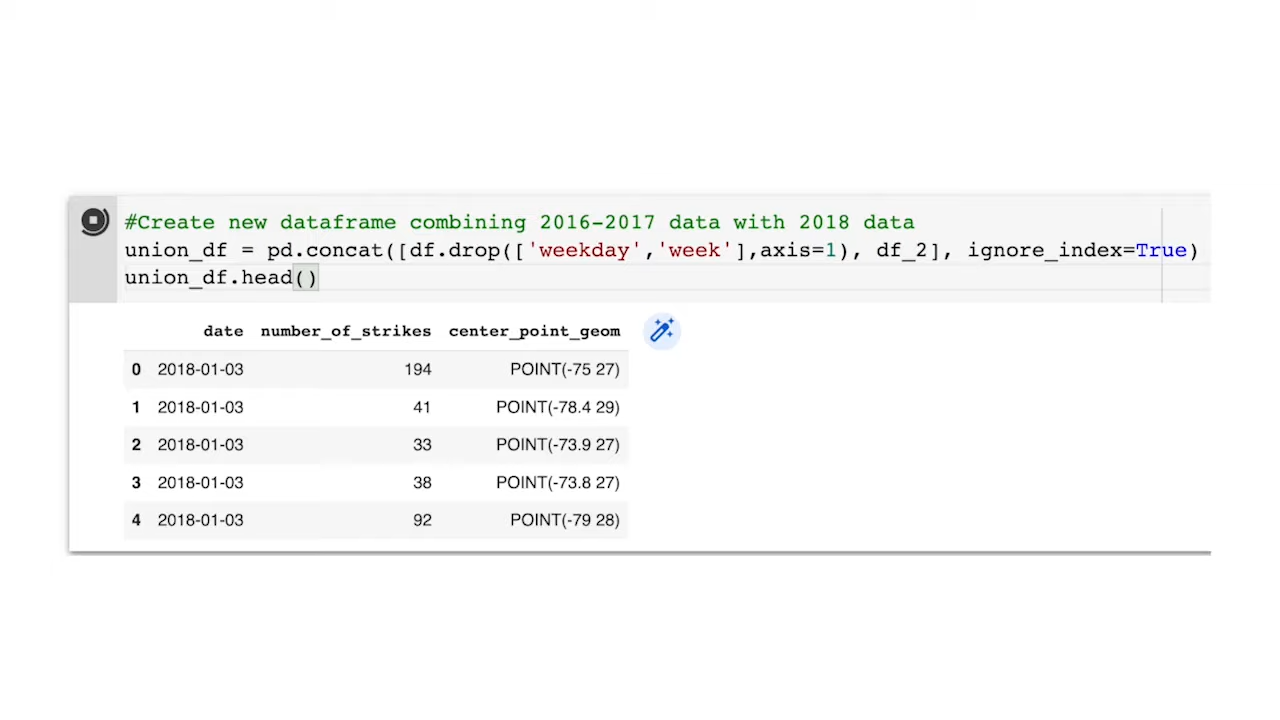 #Create new dataframe combining 2016-2017 data with 2018 data
union_df = pd.concat([df.drop(['weekday','week'],axis=1), df_2], ignore_index=True)
union_df.head()
date number_of_strikes center_point_geom
0 2018-01-03 194 POINT(-75 27)
1 2018-01-03 41 POINT(-78.4 29)
2 2018-01-03 33 POINT(-73.9 27)
3 2018-01-03 38 POINT(-73.8 27)
4 2018-01-03 92 POINT(-79 28)